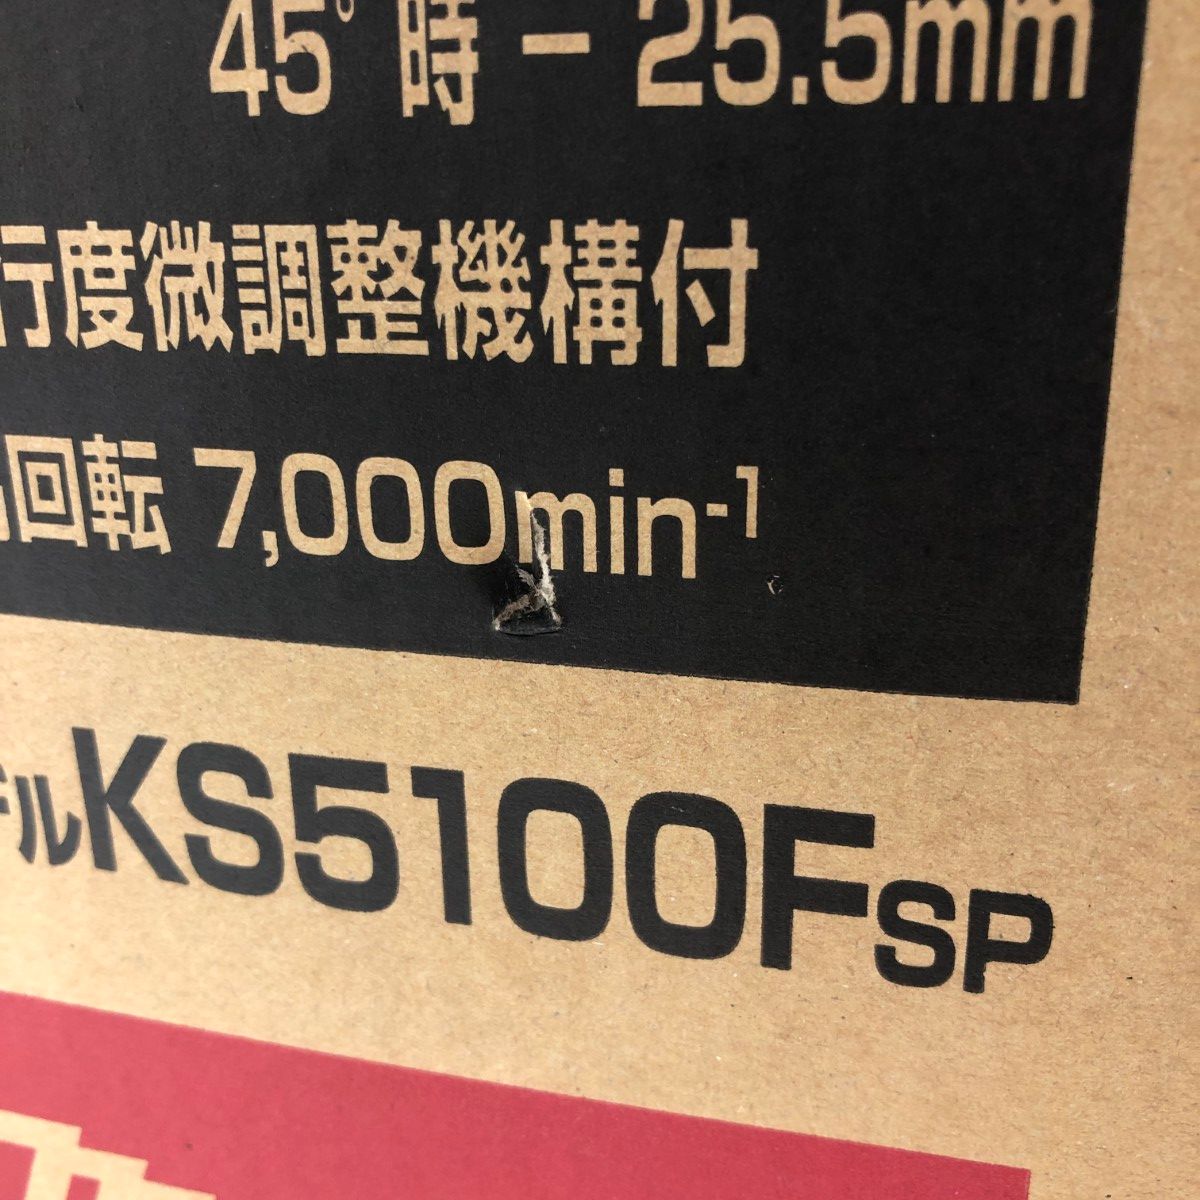 45°時－25.5mm
行度微調整機構付
回転 7,000min-1
デルKS5100FSP